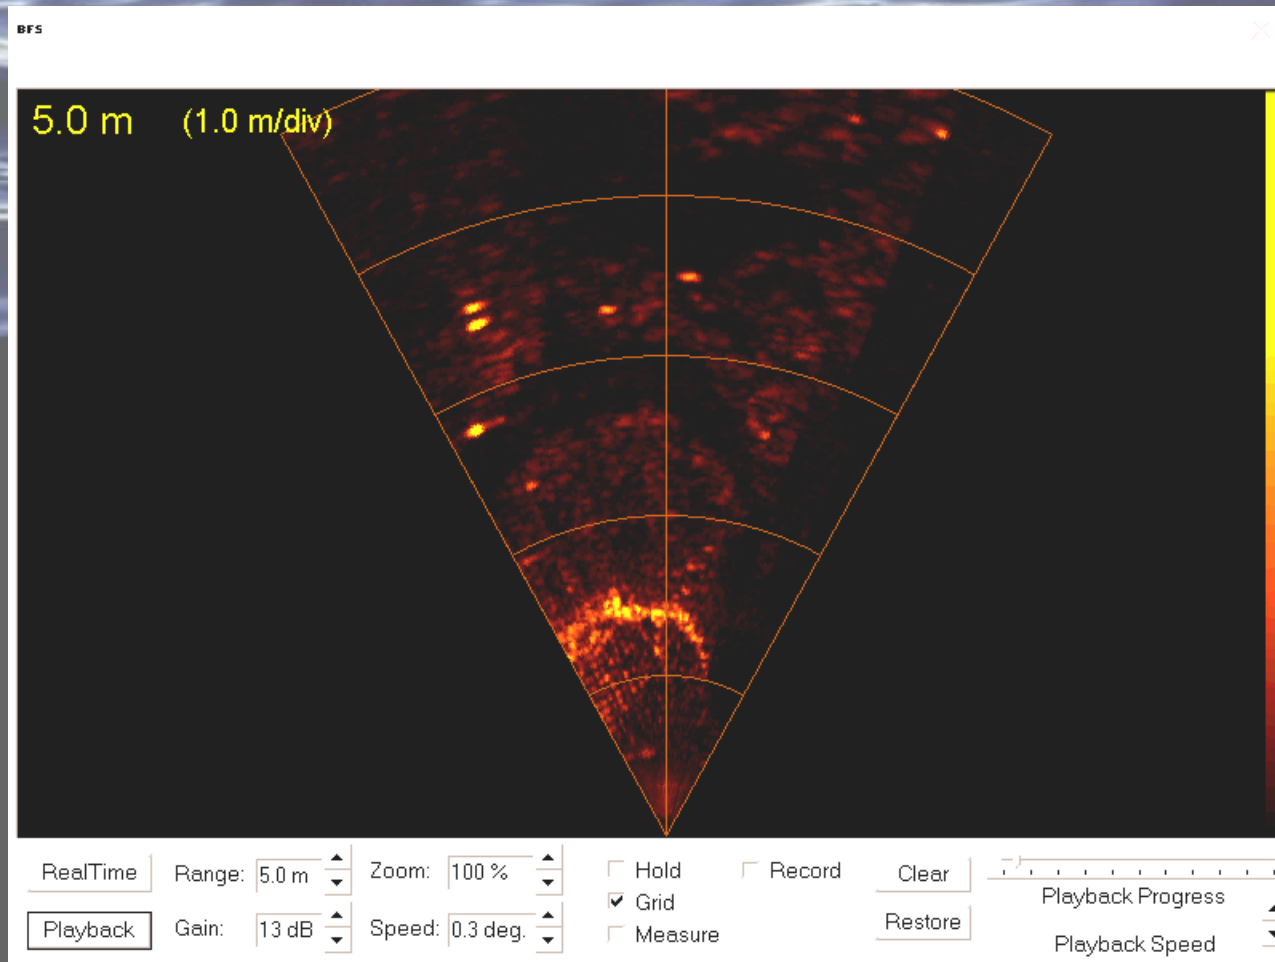 BFS
5.0 m (1.0 m/div)
RealTime Range: 5.0 m Zoom: 100 % Hold Record Clear
Grid Playback Progress
Playback Gain: 13 dB Speed: 0.3 deg. Measure Restore
Playback Speed